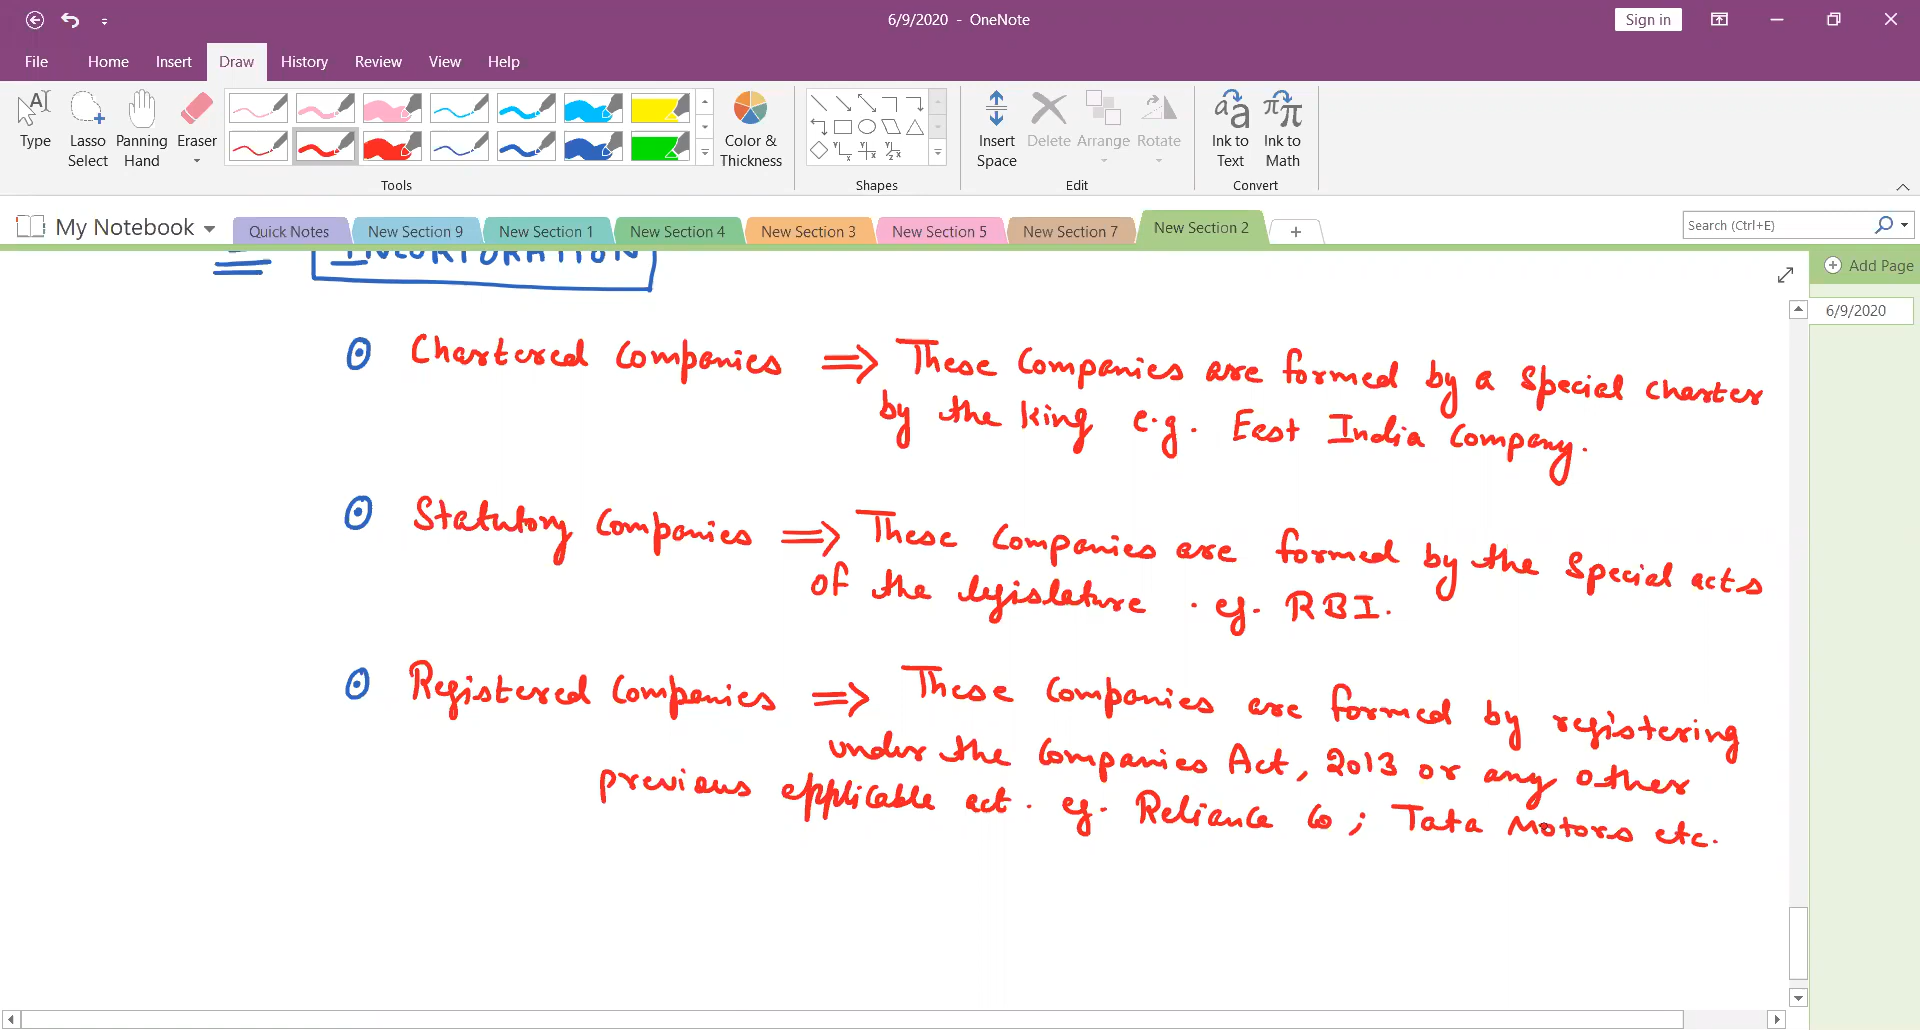 6/9/2020 - OneNote
Sign in
File Home Insert Draw History Review View Help
Type
Lasso Select
Panning Hand
Eraser
Color & Thickness
Insert Space
Delete
Arrange
Rotate
Ink to Text
Ink to Math
Tools
Shapes
Edit
Convert
My Notebook
Quick Notes New Section 9 New Section 1 New Section 4 New Section 3 New Section 5 New Section 7 New Section 2
Search (Ctrl+E)
Add Page
6/9/2020
INCORPORATION
Chartered Companies ⇒ These Companies are formed by a special charter
by the king e.g. East India Company.
Statutory Companies ⇒ These Companies are formed by the special acts
of the legislature. eg. RBI.
Registered Companies ⇒ These Companies are formed by registering
under the Companies Act, 2013 or any other
previous applicable act. eg. Reliance Co; Tata Motors etc.